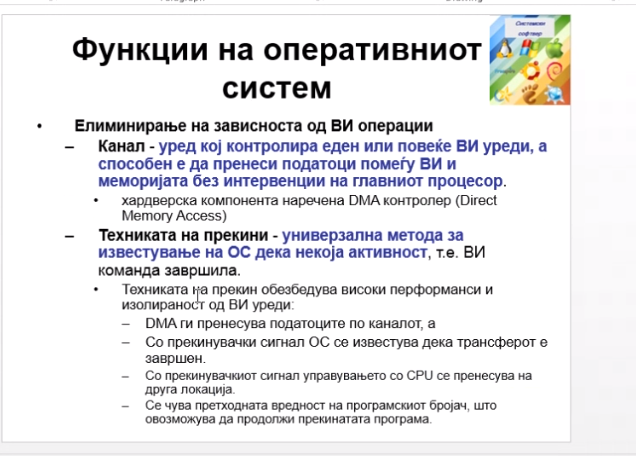 Функции на оперативниот
систем
Системски
софтвер
• Елиминирање на зависноста од ВИ операции
– Канал - уред кој контролира еден или повеќе ВИ уреди, а
способен е да пренеси податоци помеѓу ВИ и
меморијата без интервенции на главниот процесор.
• хардверска компонента наречена DMA контролер (Direct
Memory Access)
– Техниката на прекини - универзална метода за
известување на ОС дека некоја активност, т.е. ВИ
команда завршила.
• Техниката на прекин обезбедува високи перформанси и
изолираност од ВИ уреди:
– DMA ги пренесува податоците по каналот, а
– Со прекинувачки сигнал ОС се известува дека трансферот е
завршен.
– Со прекинувачкиот сигнал управувањето со CPU се пренесува на
друга локација.
– Се чува претходната вредност на програмскиот бројач, што
овозможува да продолжи прекинатата програма.